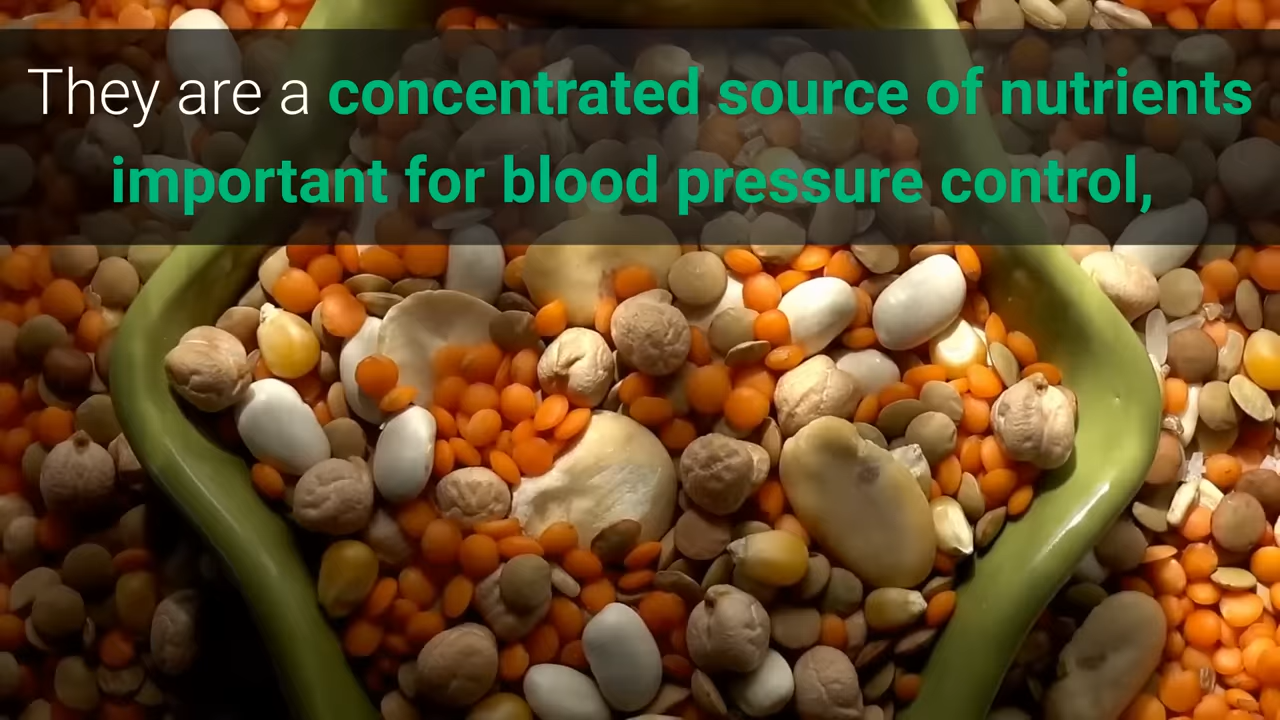 They are a concentrated source of nutrients
important for blood pressure control,